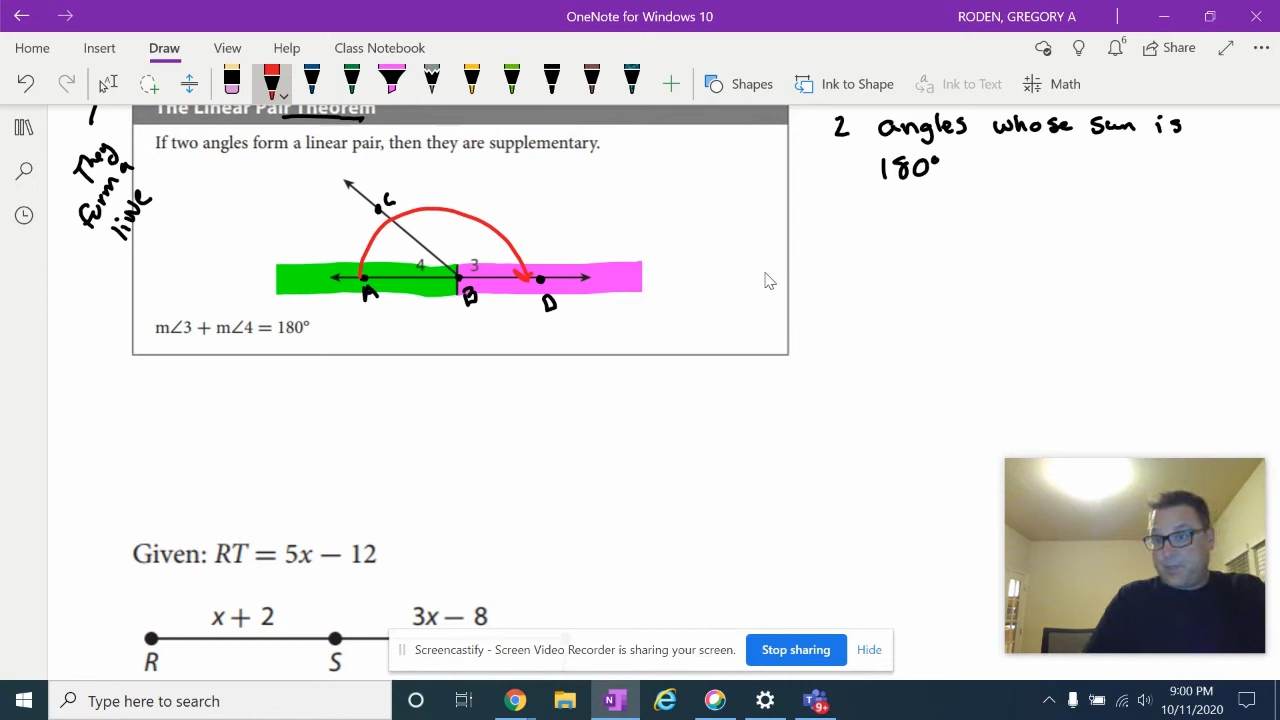 OneNote for Windows 10
RODEN, GREGORY A
Home Insert Draw View Help Class Notebook
6
Share
Shapes
Ink to Shape
Ink to Text
Math
The Linear Pair Theorem
If two angles form a linear pair, then they are supplementary.
They
form a
line
C
4 3
A B D
m∠3 + m∠4 = 180°
2 angles whose sum is
180°
Given: RT = 5x − 12
x + 2 3x − 8
R S
Screencastify - Screen Video Recorder is sharing your screen.
Stop sharing
Hide
Type here to search
9+
9:00 PM
10/11/2020